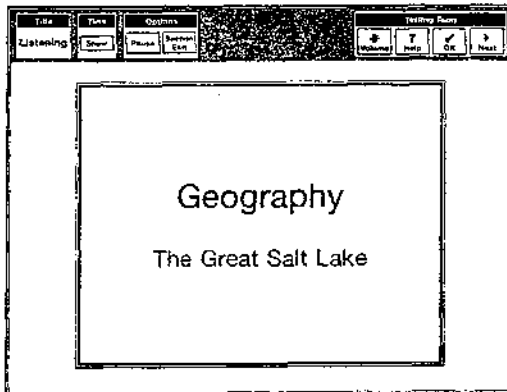 Title Time Options Testing Tools
Listening Show Pause Section Exit Volume ? Help OK Next
Geography
The Great Salt Lake